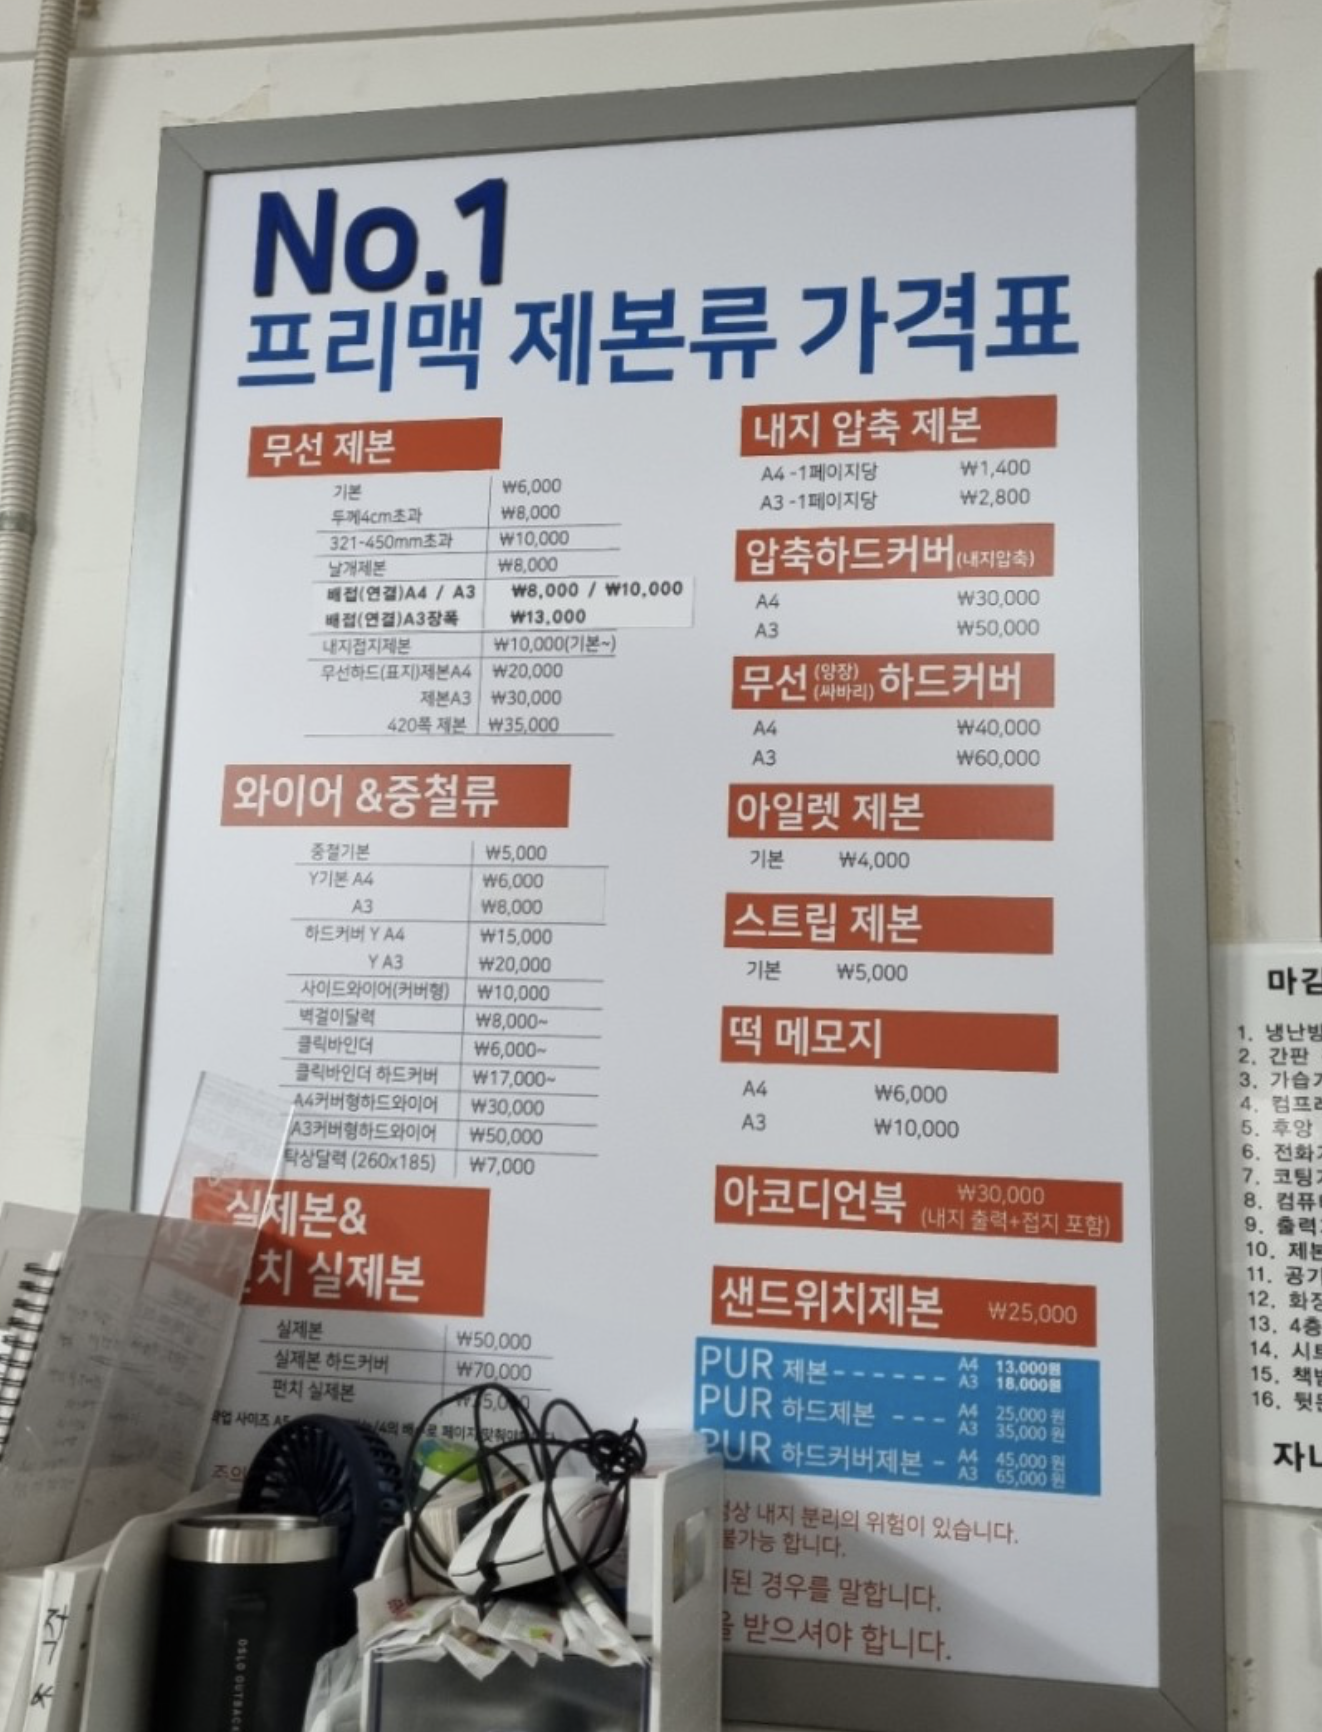 No.1
프리맥 제본류 가격표
무선 제본
기본 ₩6,000
두께4cm초과 ₩8,000
321-450mm초과 ₩10,000
날개제본 ₩8,000
배접(연결)A4 / A3 ₩8,000 / ₩10,000
배접(연결)A3장폭 ₩13,000
내지접지제본 ₩10,000(기본~)
무선하드(표지)제본A4 ₩20,000
제본A3 ₩30,000
420폭 제본 ₩35,000
와이어 &중철류
중철기본 ₩5,000
Y기본 A4 ₩6,000
A3 ₩8,000
하드커버 Y A4 ₩15,000
Y A3 ₩20,000
사이드와이어(커버형) ₩10,000
벽걸이달력 ₩8,000~
클릭바인더 ₩6,000~
클릭바인더 하드커버 ₩17,000~
A4커버형하드와이어 ₩30,000
A3커버형하드와이어 ₩50,000
탁상달력 (260x185) ₩7,000
실제본&
치 실제본
실제본 ₩50,000
실제본 하드커버 ₩70,000
펀치 실제본
사이즈 A5
내지 압축 제본
A4 -1페이지당 ₩1,400
A3 -1페이지당 ₩2,800
압축하드커버(내지압축)
A4 ₩30,000
A3 ₩50,000
무선 (양장) (싸바리) 하드커버
A4 ₩40,000
A3 ₩60,000
아일렛 제본
기본 ₩4,000
스트립 제본
기본 ₩5,000
떡 메모지
A4 ₩6,000
A3 ₩10,000
아코디언북 ₩30,000
(내지 출력+접지 포함)
샌드위치제본 ₩25,000
PUR 제본------ A4 13,000원
A3 18,000원
PUR 하드제본 --- A4 25,000 원
A3 35,000 원
PUR 하드커버제본 - A4 45,000 원
A3 65,000 원
상 내지 분리의 위험이 있습니다.
불가능 합니다.
된 경우를 말합니다.
을 받으셔야 합니다.
마감
1. 냉난방
2. 간판
3. 가습기
4. 컴프레
5. 후앙
6. 전화기
7. 코팅기
8. 컴퓨터
9. 출력
10. 제본
11. 공기
12. 화장
13. 4층
14. 시트
15. 책
16. 뒷문
OSLO OUTBACK